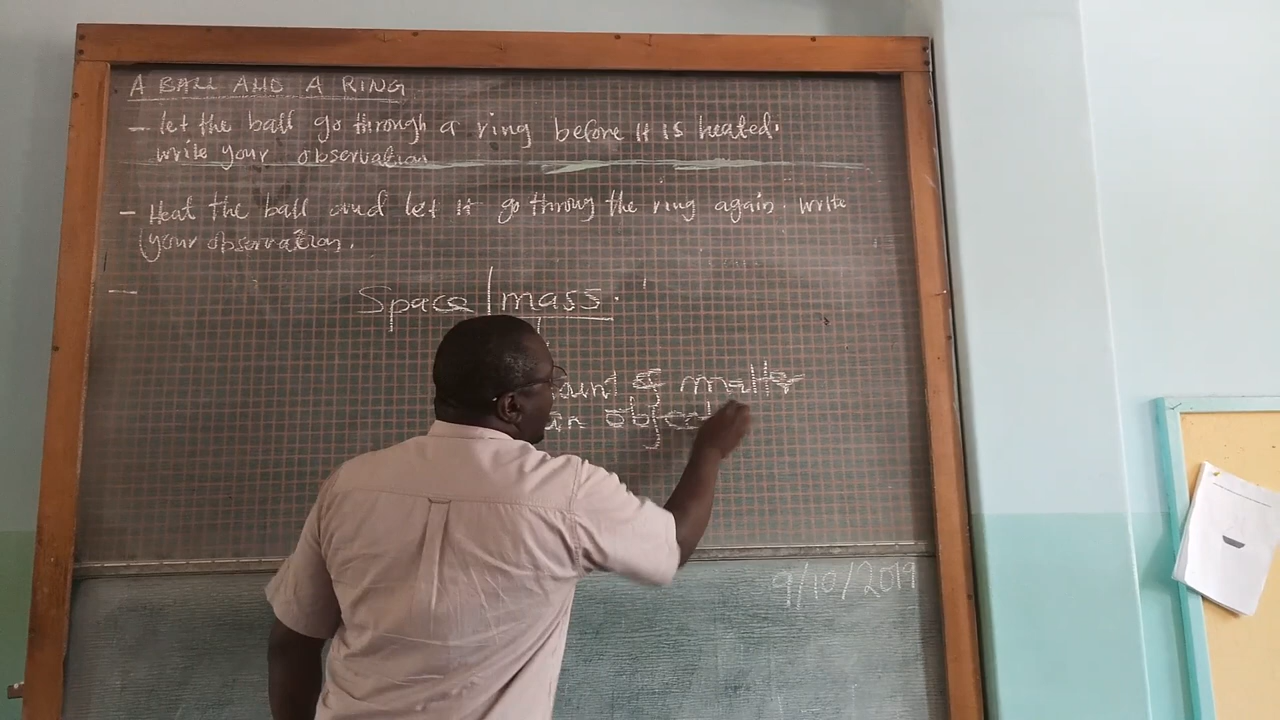 A BALL AND A RING
- let the ball go through a ring before it is heated.
write your observation
- Heat the ball and let it go throug the ring again. write
your observation.
-
Space | mass.
ount of matter
an object
9/10/2019